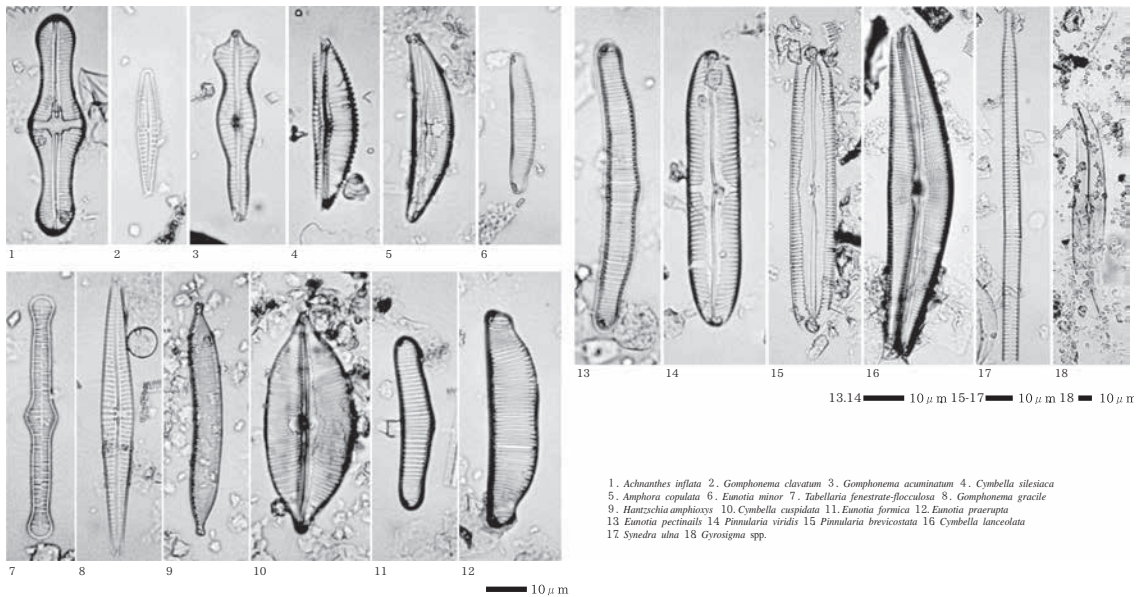 1 2 3 4 5 6
7 8 9 10 11 12
10 μm
13 14 15 16 17 18
13.14 10 μm 15-17 10 μm 18 10 μm
1. Achnanthes inflata 2. Gomphonema clavatum 3. Gomphonema acuminatum 4. Cymbella silesiaca
5. Amphora copulata 6. Eunotia minor 7. Tabellaria fenestrate-flocculosa 8. Gomphonema gracile
9. Hantzschia amphioxys 10. Cymbella cuspidata 11. Eunotia formica 12. Eunotia praerupta
13 Eunotia pectinails 14 Pinnularia viridis 15 Pinnularia brevicostata 16 Cymbella lanceolata
17 Synedra ulna 18 Gyrosigma spp.